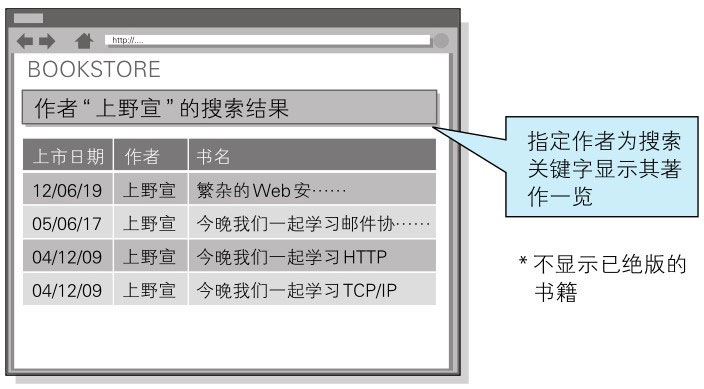 http://....
BOOKSTORE
作者“上野宣”的搜索结果
上市日期 作者 书名
12/06/19 上野宣 繁杂的Web安……
05/06/17 上野宣 今晚我们一起学习邮件协……
04/12/09 上野宣 今晚我们一起学习HTTP
04/12/09 上野宣 今晚我们一起学习TCP/IP
指定作者为搜索
关键字显示其著
作一览
* 不显示已绝版的
书籍